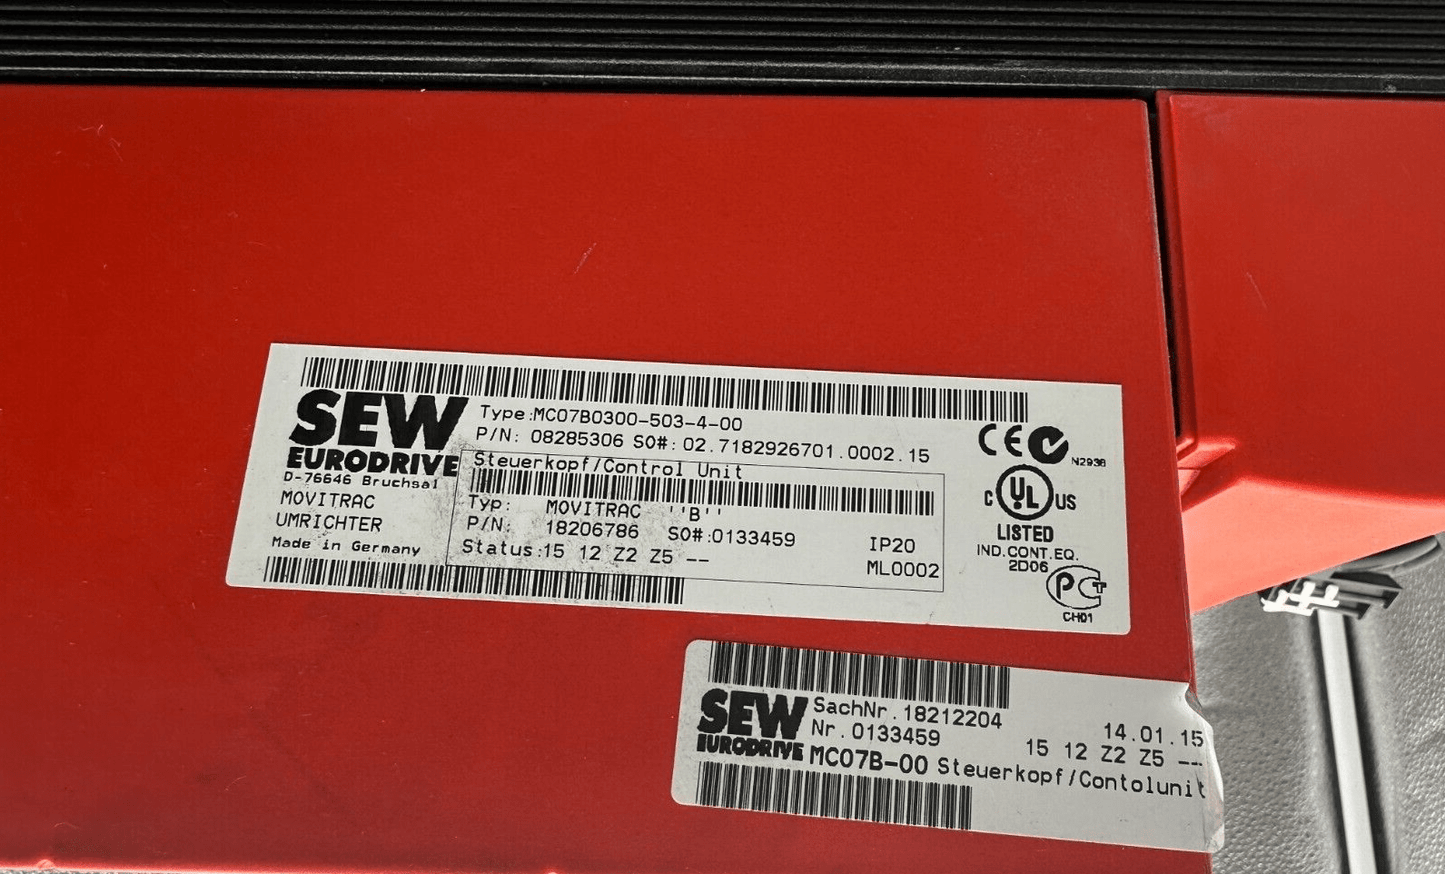 SEW
EURODRIVE
D-76646 Bruchsal
MOVITRAC
UMRICHTER
Made in Germany
Type:MC07B0300-503-4-00
P/N: 08285306 SO#: 02.7182926701.0002.15
Steuerkopf/Control Unit
Typ: MOVITRAC ''B''
P/N: 18206786 SO#:0133459 IP20
Status:15 12 Z2 Z5 -- ML0002
CE N2936
C UL US
LISTED
IND.CONT.EQ.
2D06
PCT
CH01
SEW
EURODRIVE
SachNr.18212204 14.01.15
Nr.0133459 15 12 Z2 Z5 --
MC07B-00 Steuerkopf/Contolunit